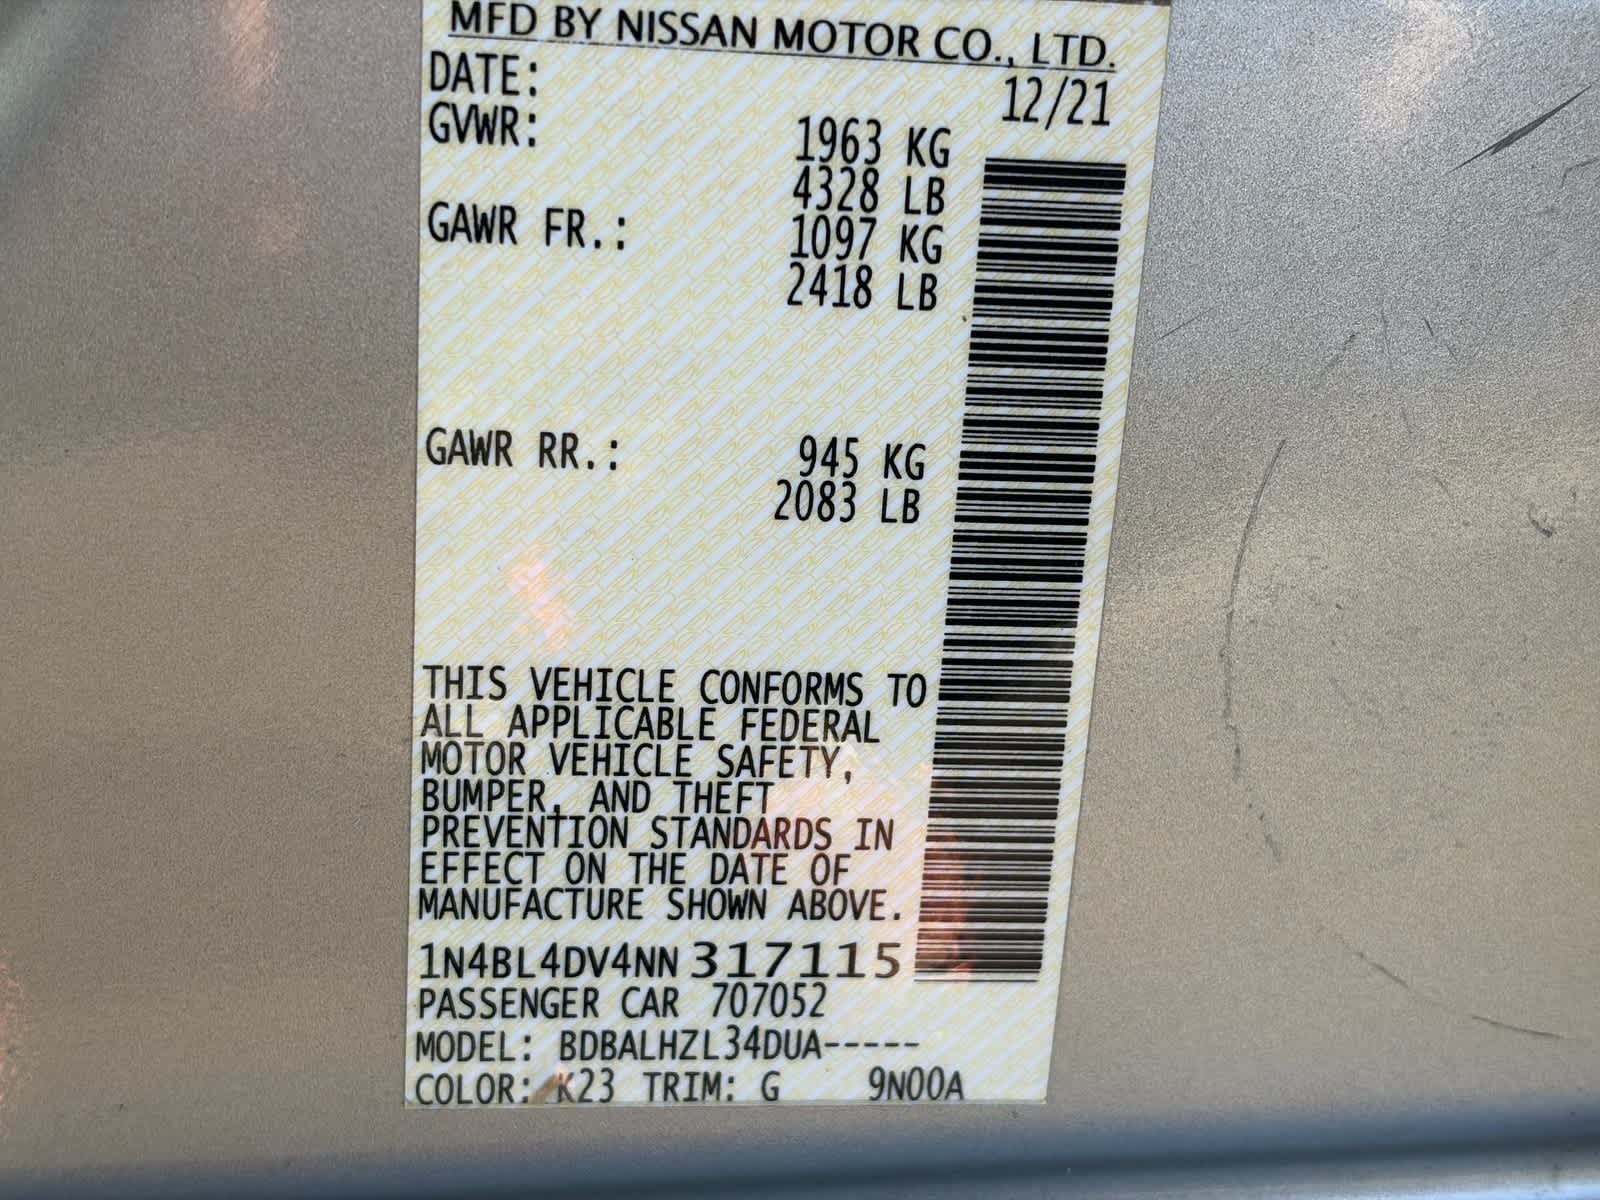 MFD BY NISSAN MOTOR CO., LTD.
DATE: 12/21
GVWR: 1963 KG
4328 LB
GAWR FR.: 1097 KG
2418 LB
GAWR RR.: 945 KG
2083 LB
THIS VEHICLE CONFORMS TO
ALL APPLICABLE FEDERAL
MOTOR VEHICLE SAFETY,
BUMPER, AND THEFT
PREVENTION STANDARDS IN
EFFECT ON THE DATE OF
MANUFACTURE SHOWN ABOVE.
1N4BL4DV4NN317115
PASSENGER CAR 707052
MODEL: BDBALHZL34DUA-----
COLOR: K23 TRIM: G 9N00A